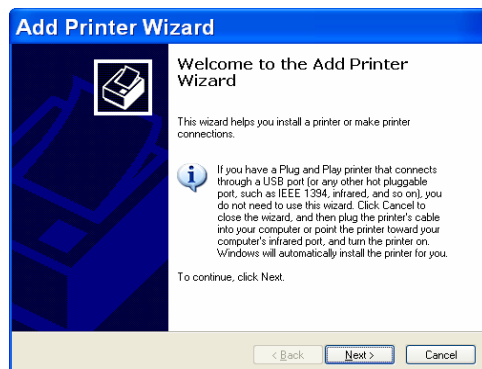 Add Printer Wizard
Welcome to the Add Printer
Wizard
This wizard helps you install a printer or make printer
connections.
If you have a Plug and Play printer that connects
through a USB port (or any other hot pluggable
port, such as IEEE 1394, infrared, and so on), you
do not need to use this wizard. Click Cancel to
close the wizard, and then plug the printer's cable
into your computer or point the printer toward your
computer's infrared port, and turn the printer on.
Windows will automatically install the printer for you.
To continue, click Next.
< Back Next > Cancel